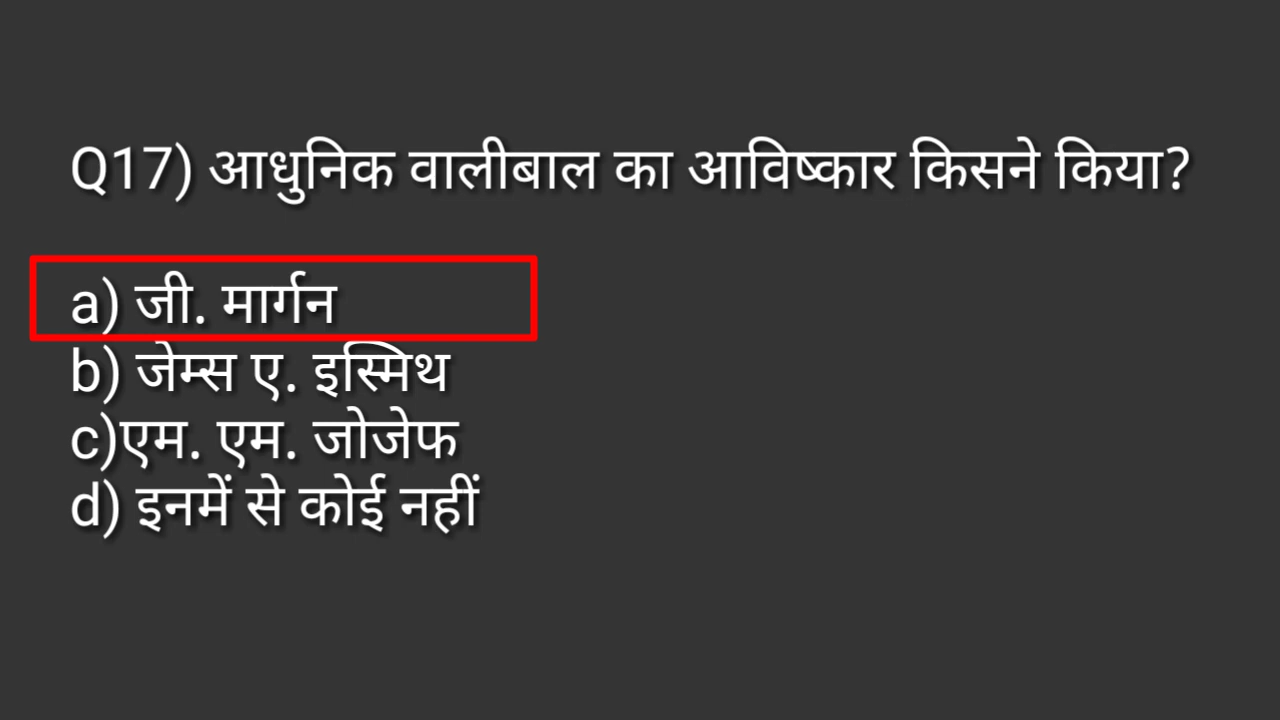 Q17) आधुनिक वालीबाल का आविष्कार किसने किया?
a) जी. मार्गन
b) जेम्स ए. इस्मिथ
c)एम. एम. जोजेफ
d) इनमें से कोई नहीं